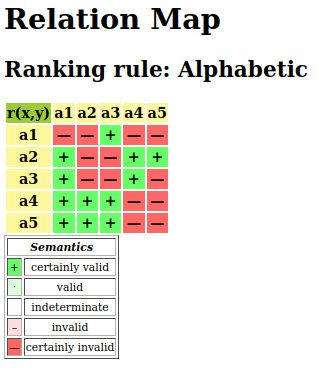 Relation Map
Ranking rule: Alphabetic
r(x,y) a1 a2 a3 a4 a5
a1 — — + — —
a2 + — — + +
a3 + — — + —
a4 + + + — —
a5 + + + — —
Semantics
+ certainly valid
· valid
indeterminate
– invalid
— certainly invalid